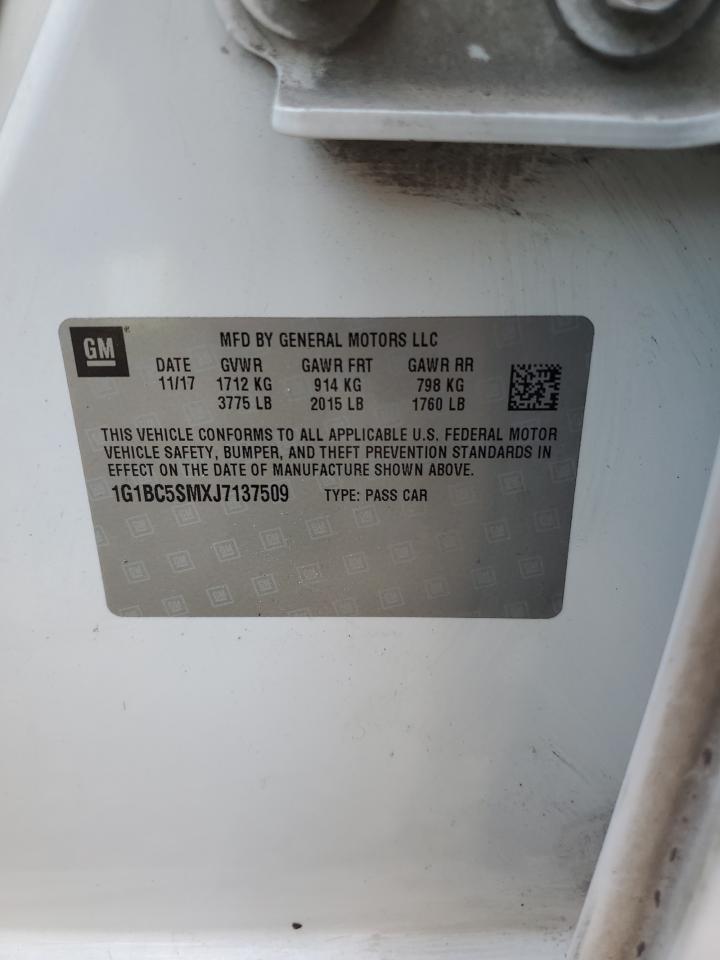 GM ® MFD BY GENERAL MOTORS LLC
DATE GVWR GAWR FRT GAWR RR
11/17 1712 KG 914 KG 798 KG
3775 LB 2015 LB 1760 LB
THIS VEHICLE CONFORMS TO ALL APPLICABLE U.S. FEDERAL MOTOR
VEHICLE SAFETY, BUMPER, AND THEFT PREVENTION STANDARDS IN
EFFECT ON THE DATE OF MANUFACTURE SHOWN ABOVE.
1G1BC5SMXJ7137509 TYPE: PASS CAR